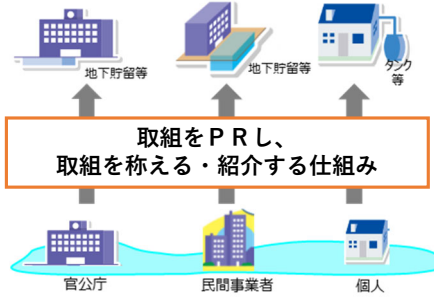 地下貯留等
地下貯留等
タンク
等
取組をＰＲし、
取組を称える・紹介する仕組み
官公庁
民間事業者
個人